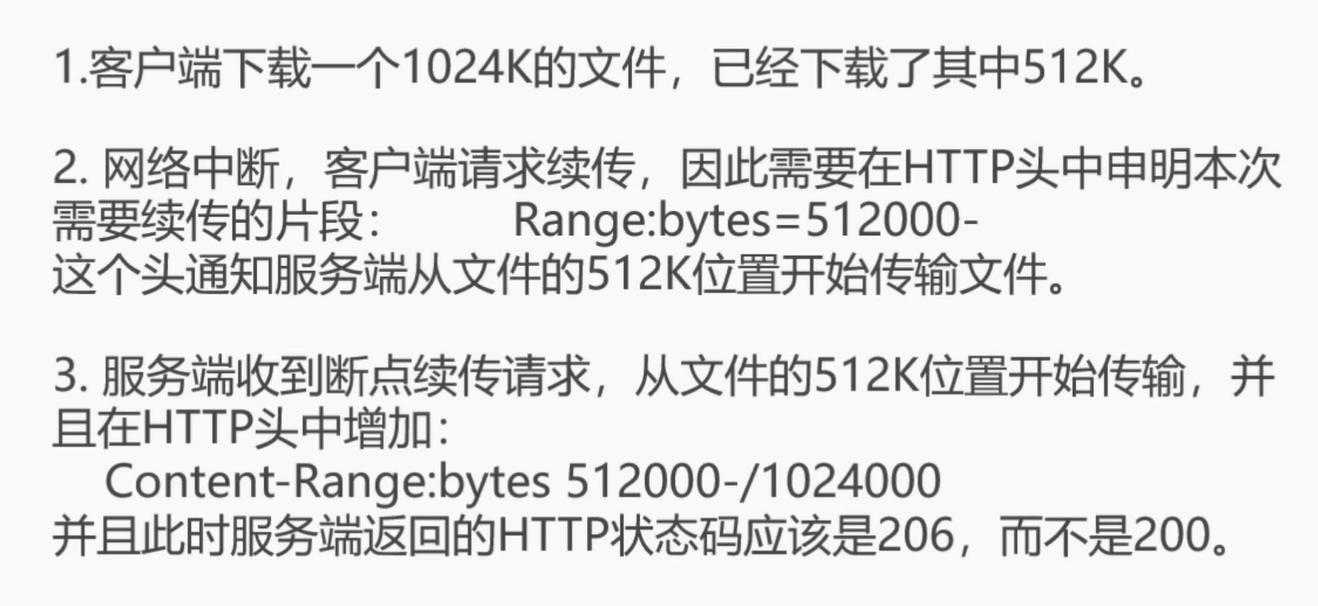 1.客户端下载一个1024K的文件，已经下载了其中512K。
2. 网络中断，客户端请求续传，因此需要在HTTP头中申明本次
需要续传的片段： Range:bytes=512000-
这个头通知服务端从文件的512K位置开始传输文件。
3. 服务端收到断点续传请求，从文件的512K位置开始传输，并
且在HTTP头中增加：
Content-Range:bytes 512000-/1024000
并且此时服务端返回的HTTP状态码应该是206，而不是200。